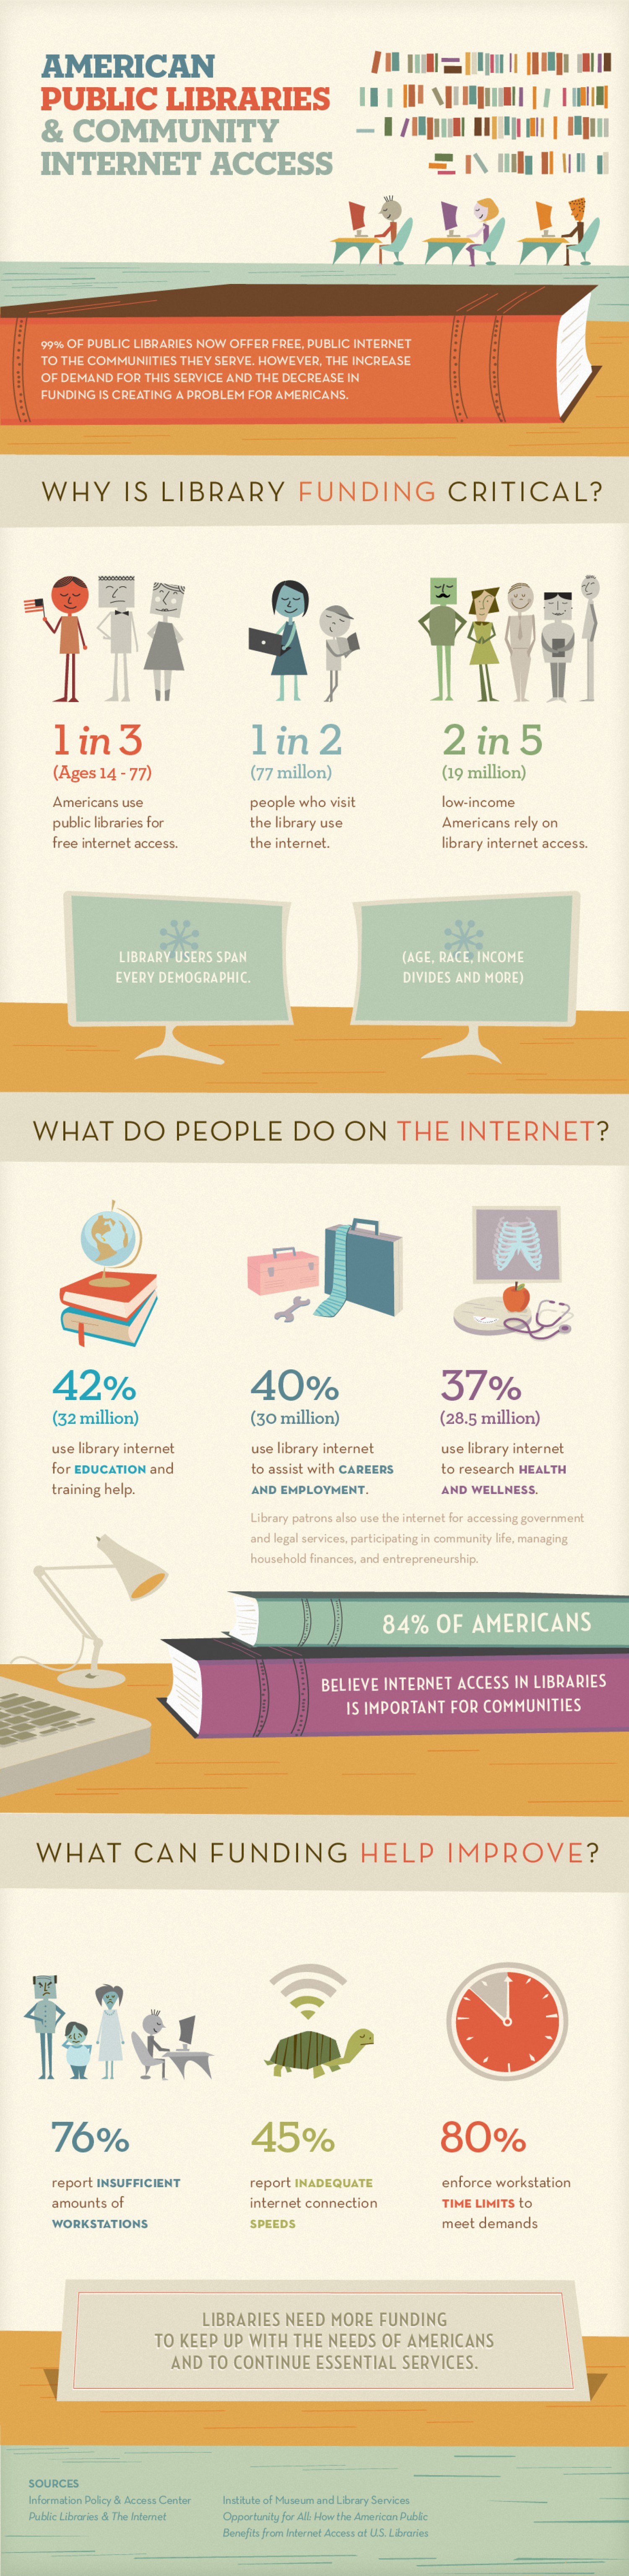 AMERICAN
PUBLIC LIBRARIES
& COMMUNITY
INTERNET ACCESS
99% OF PUBLIC LIBRARIES NOW OFFER FREE, PUBLIC INTERNET
TO THE COMMUNIITIES THEY SERVE. HOWEVER, THE INCREASE
OF DEMAND FOR THIS SERVICE AND THE DECREASE IN
FUNDING IS CREATING A PROBLEM FOR AMERICANS.
WHY IS LIBRARY FUNDING CRITICAL?
1 in 3
(Ages 14 - 77)
Americans use
public libraries for
free internet access.
1 in 2
(77 millon)
people who visit
the library use
the internet.
2 in 5
(19 million)
low-income
Americans rely on
library internet access.
LIBRARY USERS SPAN
EVERY DEMOGRAPHIC.
(AGE, RACE, INCOME
DIVIDES AND MORE)
WHAT DO PEOPLE DO ON THE INTERNET?
42%
(32 million)
use library internet
for EDUCATION and
training help.
40%
(30 million)
use library internet
to assist with CAREERS
AND EMPLOYMENT.
37%
(28.5 million)
use library internet
to research HEALTH
AND WELLNESS.
Library patrons also use the internet for accessing government
and legal services, participating in community life, managing
household finances, and entrepreneurship.
84% OF AMERICANS
BELIEVE INTERNET ACCESS IN LIBRARIES
IS IMPORTANT FOR COMMUNITIES
WHAT CAN FUNDING HELP IMPROVE?
76%
report INSUFFICIENT
amounts of
WORKSTATIONS
45%
report INADEQUATE
internet connection
SPEEDS
80%
enforce workstation
TIME LIMITS to
meet demands
LIBRARIES NEED MORE FUNDING
TO KEEP UP WITH THE NEEDS OF AMERICANS
AND TO CONTINUE ESSENTIAL SERVICES.
SOURCES
Information Policy & Access Center
Public Libraries & The Internet
Institute of Museum and Library Services
Opportunity for All: How the American Public
Benefits from Internet Access at U.S. Libraries